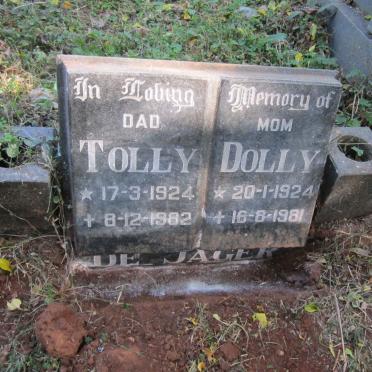 In Loving Memory of
DAD MOM
TOLLY DOLLY
★ 17-3-1924 ★ 20-1-1924
✝ 8-12-1982 ✝ 16-8-1981
DE JAGER